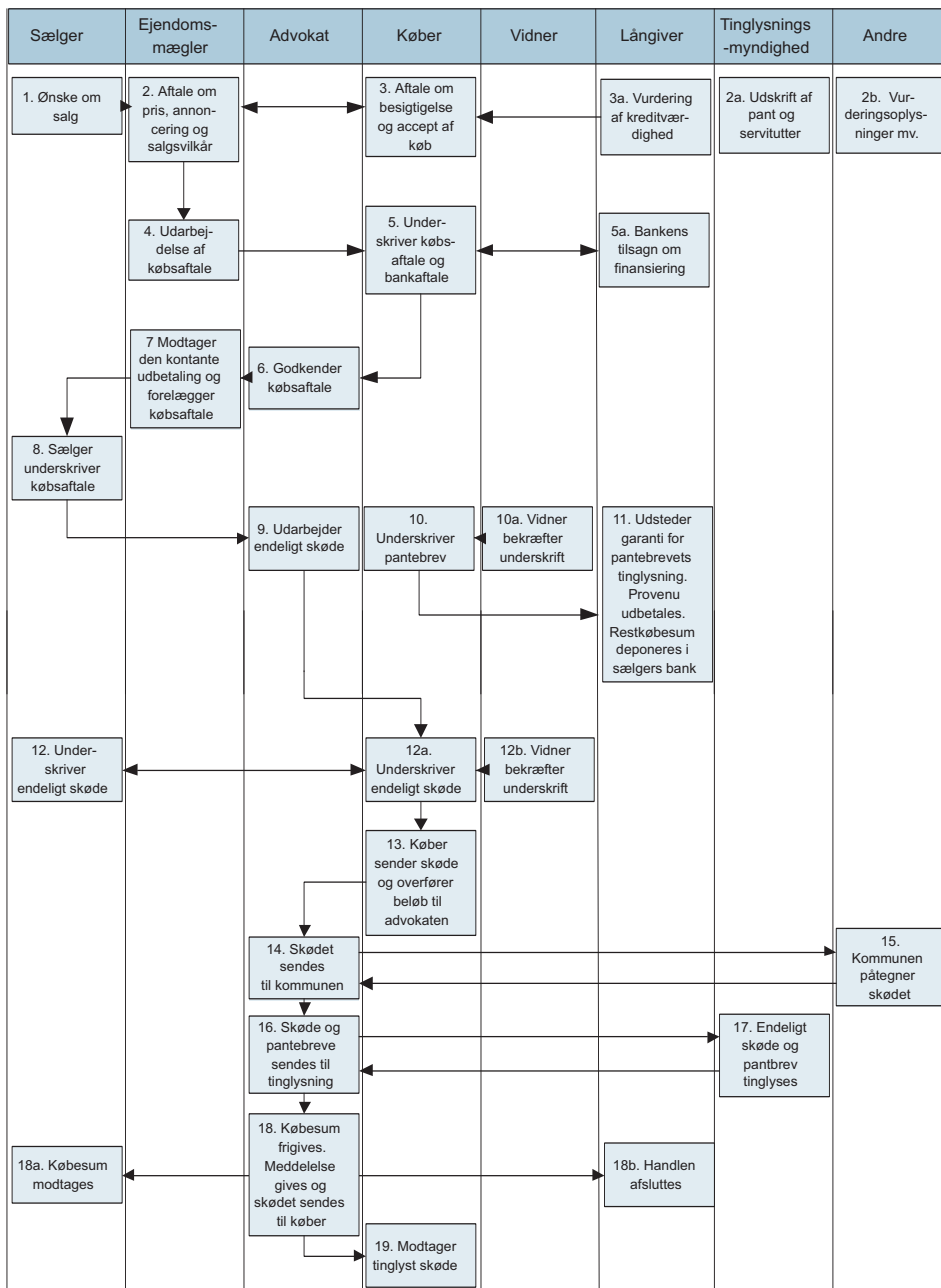 Sælger
Ejendoms-
mægler
Advokat
Køber
Vidner
Långiver
Tinglysnings
-myndighed
Andre
1. Ønske om
salg
2. Aftale om
pris, annon-
cering og
salgsvilkår
3. Aftale om
besigtigelse
og accept af
køb
3a. Vurdering
af kreditvær-
dighed
2a. Udskrift af
pant og
servitutter
2b. Vur-
deringsoplys-
ninger mv.
4. Udarbej-
delse af
købsaftale
5. Under-
skriver købs-
aftale og
bankaftale
5a. Bankens
tilsagn om
finansiering
7 Modtager
den kontante
udbetaling og
forelægger
købsaftale
6. Godkender
købsaftale
8. Sælger
underskriver
købsaftale
9. Udarbejder
endeligt skøde
10.
Underskriver
pantebrev
10a. Vidner
bekræfter
underskrift
11. Udsteder
garanti for
pantebrevets
tinglysning.
Provenu
udbetales.
Restkøbesum
deponeres i
sælgers bank
12. Under-
skriver
endeligt skøde
12a.
Underskriver
endeligt skøde
12b. Vidner
bekræfter
underskrift
13. Køber
sender skøde
og overfører
beløb til
advokaten
14. Skødet
sendes
til kommunen
15.
Kommunen
påtegner
skødet
16. Skøde og
pantebreve
sendes til
tinglysning
17. Endeligt
skøde og
pantbrev
tinglyses
18. Købesum
frigives.
Meddelelse
gives og
skødet sendes
til køber
18a. Købesum
modtages
18b. Handlen
afsluttes
19. Modtager
tinglyst skøde